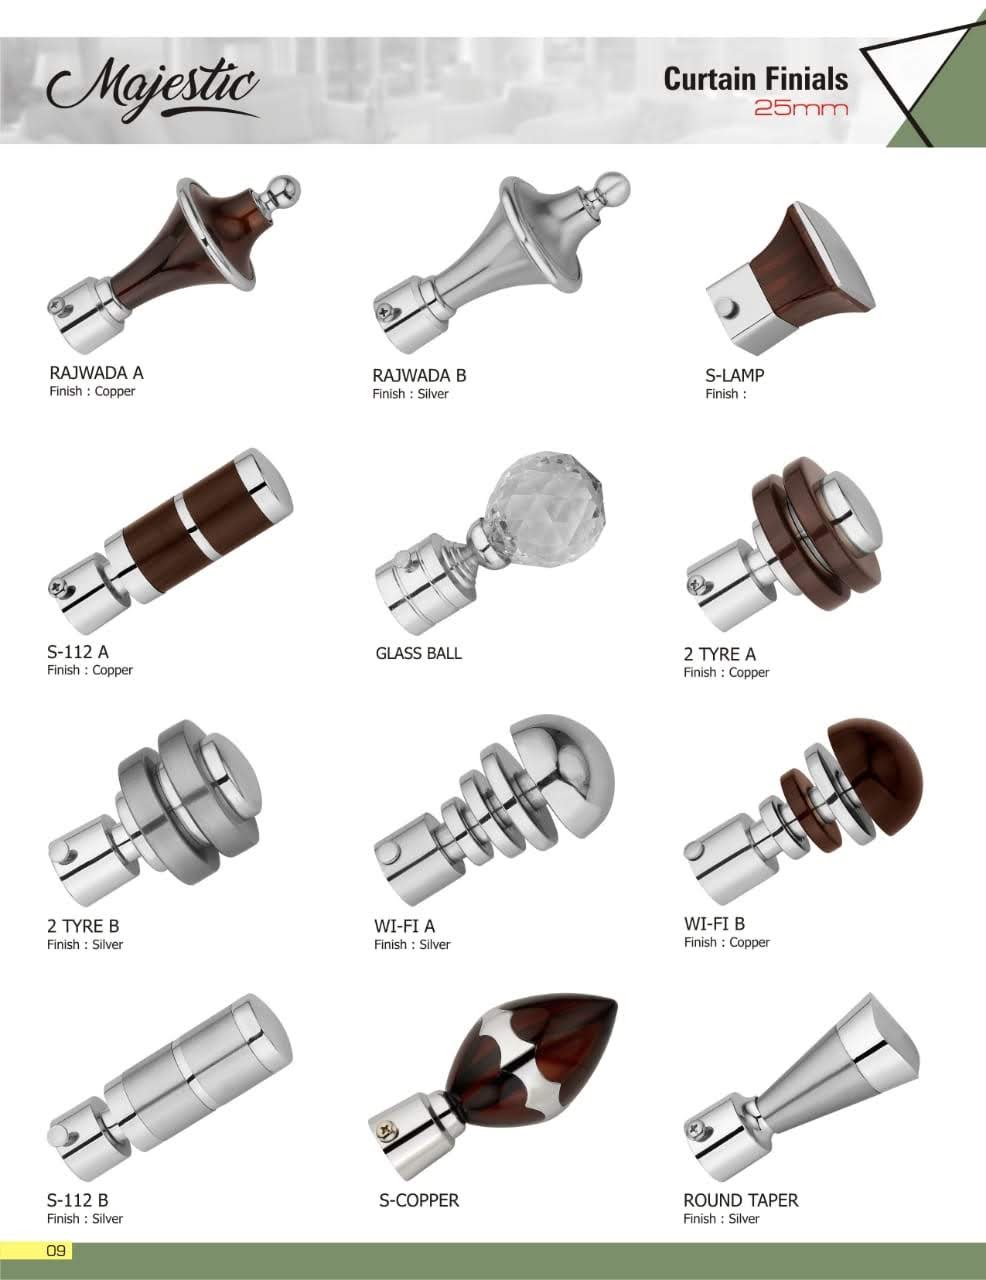 Majestic
Curtain Finials
25mm
RAJWADA A
Finish : Copper
RAJWADA B
Finish : Silver
S-LAMP
Finish :
S-112 A
Finish : Copper
GLASS BALL
2 TYRE A
Finish : Copper
2 TYRE B
Finish : Silver
WI-FI A
Finish : Silver
WI-FI B
Finish : Copper
S-112 B
Finish : Silver
S-COPPER
ROUND TAPER
Finish : Silver
09